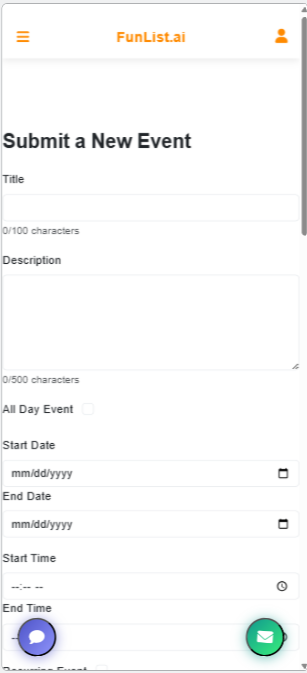 FunList.ai
Submit a New Event
Title
0/100 characters
Description
0/500 characters
All Day Event
Start Date
mm/dd/yyyy
End Date
mm/dd/yyyy
Start Time
--:-- --
End Time
Recurring Event